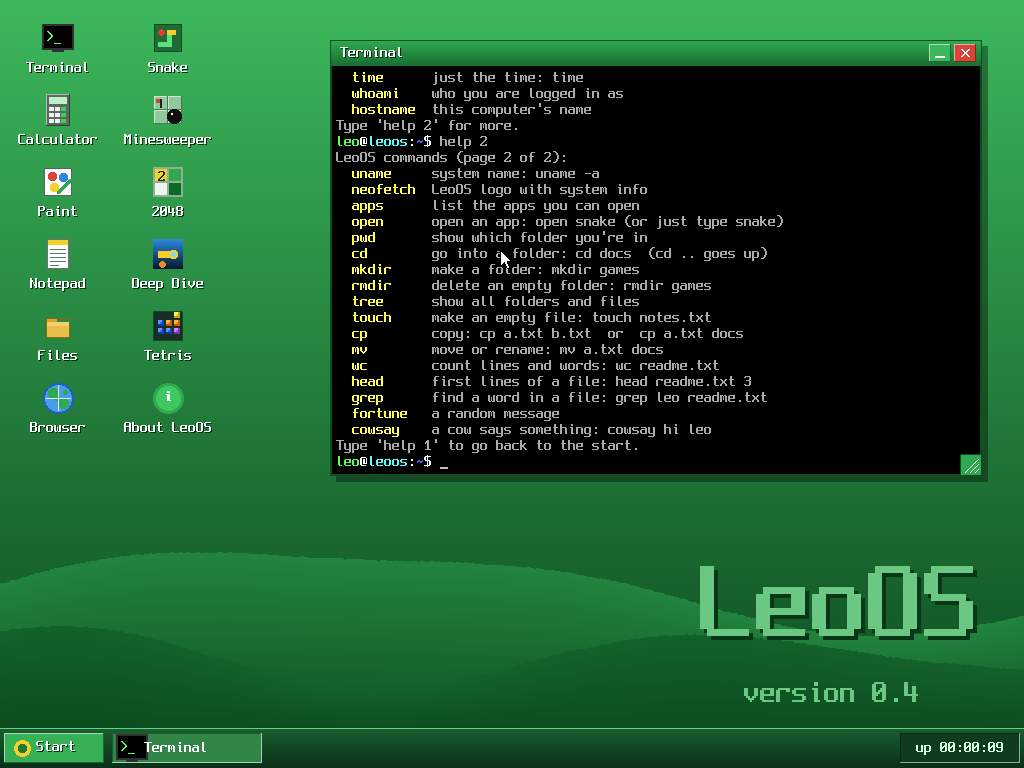 Terminal
Snake
Calculator
Minesweeper
Paint
2
2048
Notepad
Deep Dive
Files
Tetris
Browser
About LeoOS
Terminal
time      just the time: time
whoami    who you are logged in as
hostname  this computer's name
Type 'help 2' for more.
leo@leoos:~$ help 2
LeoOS commands (page 2 of 2):
uname     system name: uname -a
neofetch  LeoOS logo with system info
apps      list the apps you can open
open      open an app: open snake (or just type snake)
pwd       show which folder you're in
cd        go into a folder: cd docs  (cd .. goes up)
mkdir     make a folder: mkdir games
rmdir     delete an empty folder: rmdir games
tree      show all folders and files
touch     make an empty file: touch notes.txt
cp        copy: cp a.txt b.txt  or  cp a.txt docs
mv        move or rename: mv a.txt docs
wc        count lines and words: wc readme.txt
head      first lines of a file: head readme.txt 3
grep      find a word in a file: grep leo readme.txt
fortune   a random message
cowsay    a cow says something: cowsay hi leo
Type 'help 1' to go back to the start.
leo@leoos:~$ _
LeoOS
version 0.4
Start
>_ Terminal
up 00:00:09